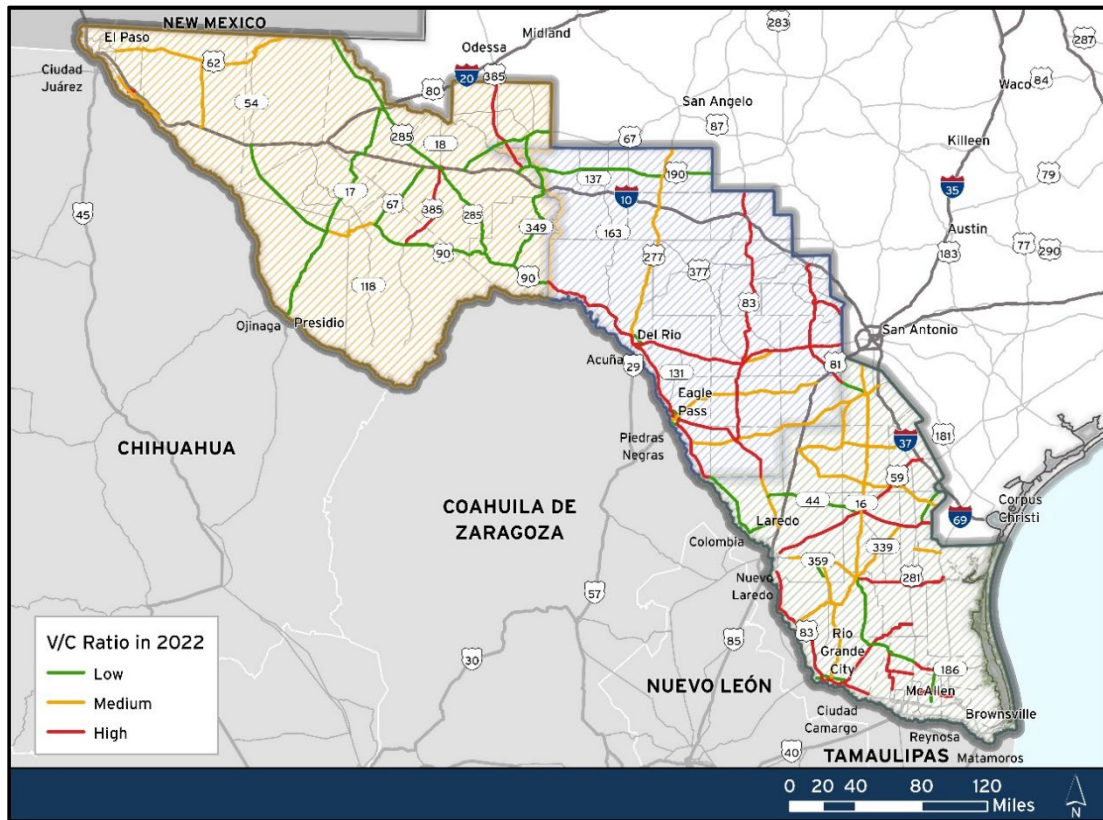 NEW MEXICO
El Paso
Ciudad
Juárez
Midland
Odessa
283
287
62
20
385
80
Waco
84
54
San Angelo
87
285
67
Killeen
18
79
45
137
190
35
17
10
67
385
285
349
163
Austin
277
183
77
290
90
377
90
118
83
Ojinaga
Presidio
Del Rio
San Antonio
Acuña
29
131
81
Eagle
Pass
CHIHUAHUA
Piedras
Negras
37
181
59
COAHUILA DE
ZARAGOZA
44
16
Corpus
Christi
Laredo
69
Colombia
339
359
281
Nuevo
Laredo
57
83
Rio
Grande
City
85
30
186
NUEVO LEÓN
McAllen
Brownsville
Ciudad
Camargo
Reynosa
40
TAMAULIPAS
Matamoros
V/C Ratio in 2022
Low
Medium
High
0 20 40 80 120
Miles
N